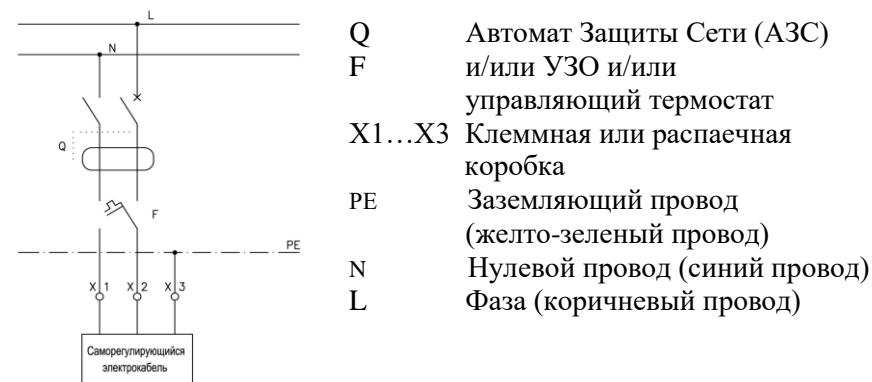 L
N
Q
F
PE
X 1 X 2 X 3
Саморегулирующийся
электрокабель
Q Автомат Защиты Сети (АЗС)
F и/или УЗО и/или
управляющий термостат
X1…X3 Клеммная или распаечная
коробка
PE Заземляющий провод
(желто-зеленый провод)
N Нулевой провод (синий провод)
L Фаза (коричневый провод)